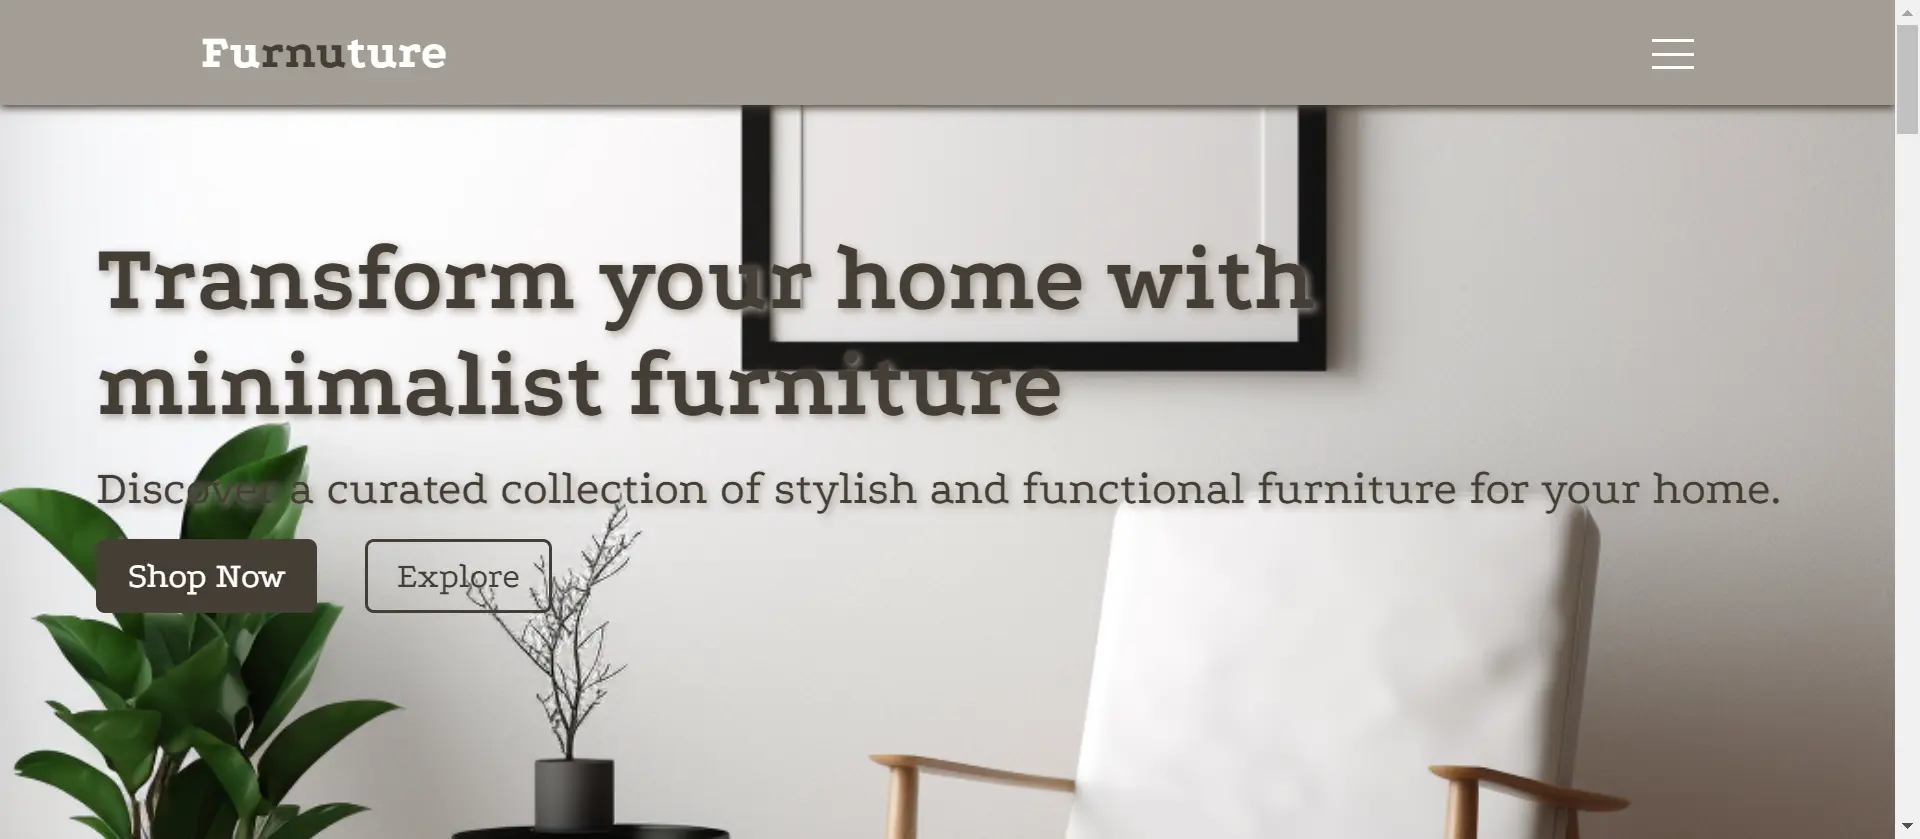 Furnuture
Transform your home with
minimalist furniture
Discover a curated collection of stylish and functional furniture for your home.
Shop Now
Explore